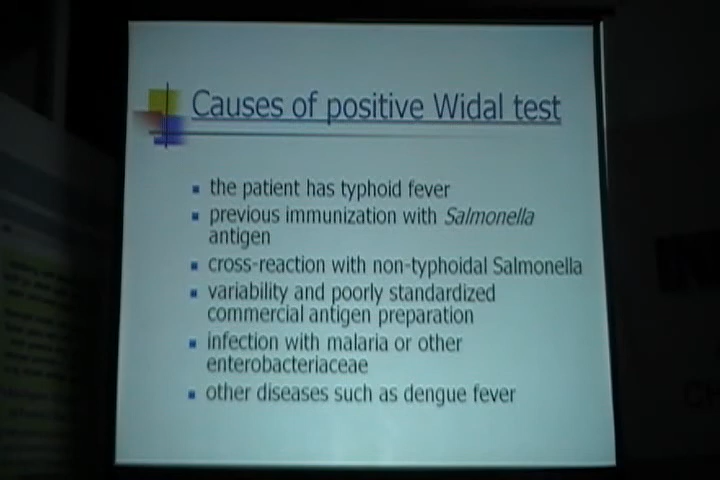 Causes of positive Widal test
the patient has typhoid fever
previous immunization with Salmonella
antigen
cross-reaction with non-typhoidal Salmonella
variability and poorly standardized
commercial antigen preparation
infection with malaria or other
enterobacteriaceae
other diseases such as dengue fever